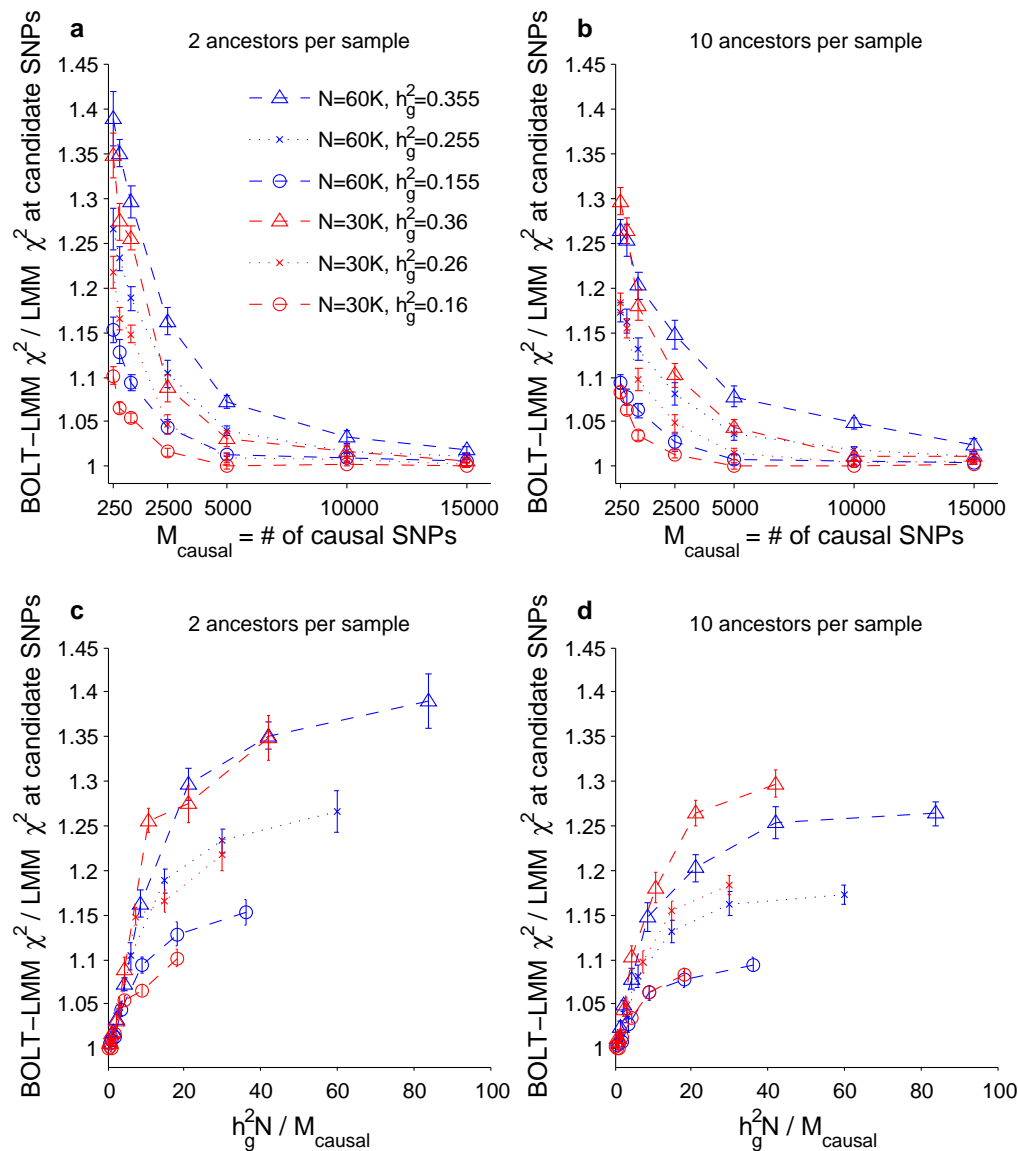 a
2 ancestors per sample
BOLT−LMM χ² / LMM χ² at candidate SNPs
1.45
1.4
1.35
1.3
1.25
1.2
1.15
1.1
1.05
1
N=60K, h²g=0.355
N=60K, h²g=0.255
N=60K, h²g=0.155
N=30K, h²g=0.36
N=30K, h²g=0.26
N=30K, h²g=0.16
250 2500 5000 10000 15000
Mcausal = # of causal SNPs
b
10 ancestors per sample
BOLT−LMM χ² / LMM χ² at candidate SNPs
1.45
1.4
1.35
1.3
1.25
1.2
1.15
1.1
1.05
1
250 2500 5000 10000 15000
Mcausal = # of causal SNPs
c
2 ancestors per sample
BOLT−LMM χ² / LMM χ² at candidate SNPs
1.45
1.4
1.35
1.3
1.25
1.2
1.15
1.1
1.05
1
0 20 40 60 80 100
h²gN / Mcausal
d
10 ancestors per sample
BOLT−LMM χ² / LMM χ² at candidate SNPs
1.45
1.4
1.35
1.3
1.25
1.2
1.15
1.1
1.05
1
0 20 40 60 80 100
h²gN / Mcausal